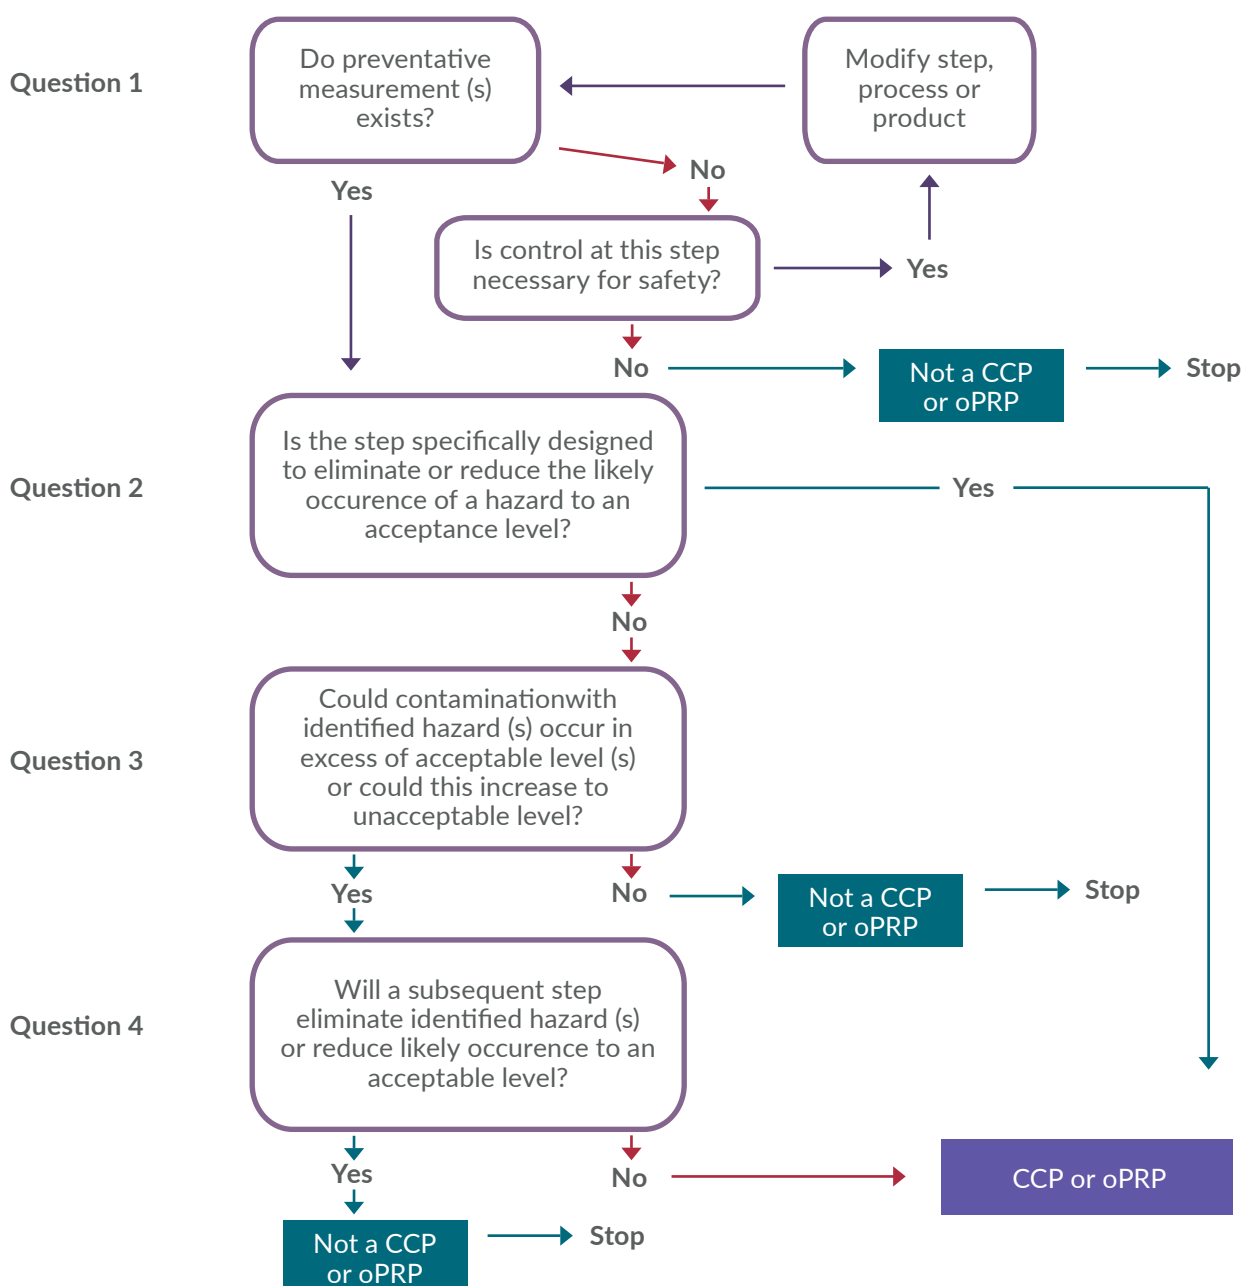 Question 1
Do preventative
measurement (s)
exists?
Modify step,
process or
product
No
Yes
Is control at this step
necessary for safety?
Yes
No
Not a CCP
or oPRP
Stop
Question 2
Is the step specifically designed
to eliminate or reduce the likely
occurence of a hazard to an
acceptance level?
Yes
No
Question 3
Could contaminationwith
identified hazard (s) occur in
excess of acceptable level (s)
or could this increase to
unacceptable level?
Yes
No
Not a CCP
or oPRP
Stop
Question 4
Will a subsequent step
eliminate identified hazard (s)
or reduce likely occurence to an
acceptable level?
Yes
No
CCP or oPRP
Not a CCP
or oPRP
Stop